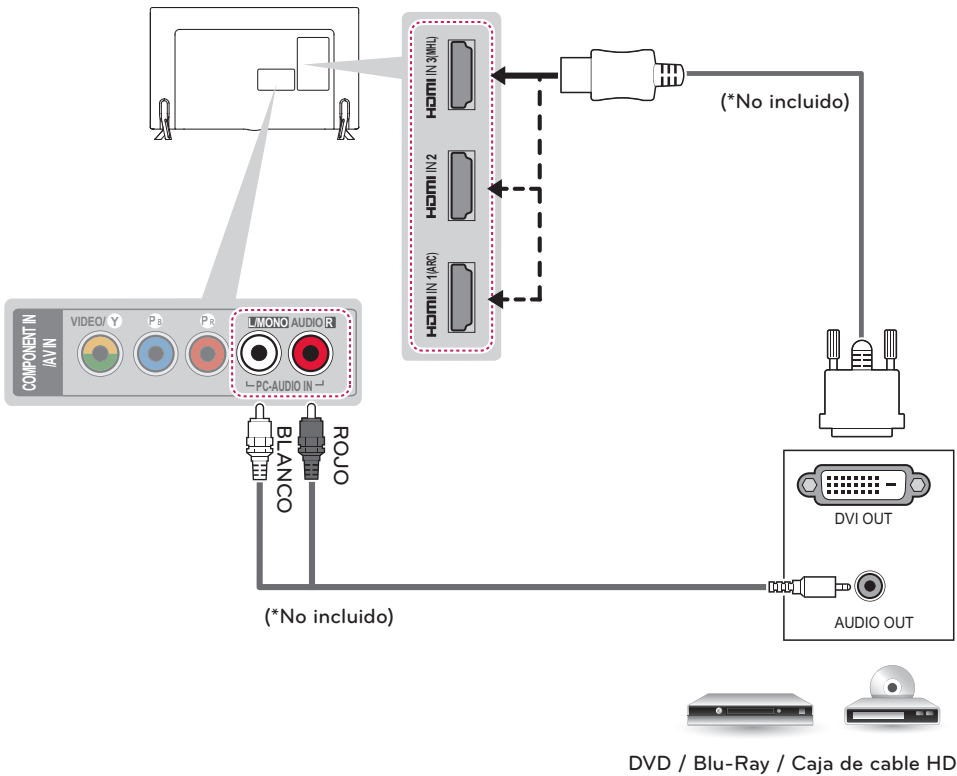 HDMI IN 3(MHL)
HDMI IN 2
HDMI IN 1(ARC)
(*No incluido)
COMPONENT IN
/AV IN
VIDEO/ Y
PB
PR
L/MONO AUDIO R
PC-AUDIO IN
BLANCO
ROJO
(*No incluido)
DVI OUT
AUDIO OUT
DVD / Blu-Ray / Caja de cable HD